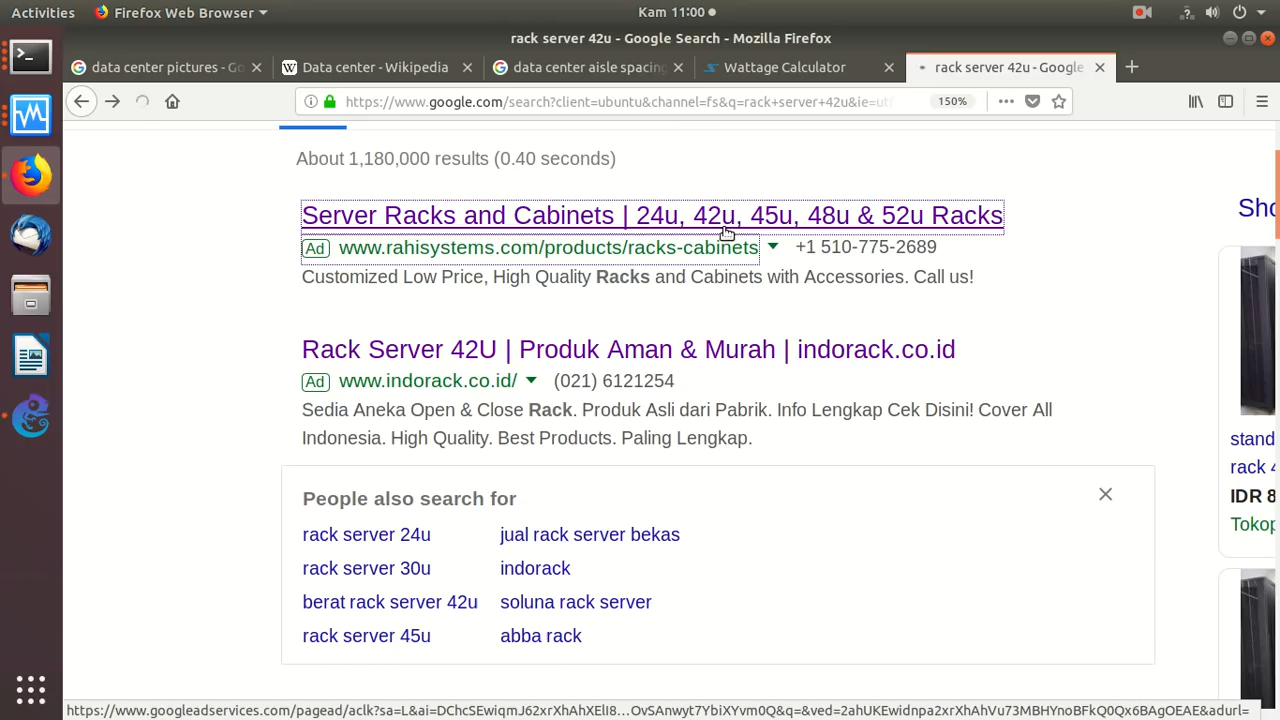 Activities Firefox Web Browser Kam 11:00
rack server 42u - Google Search - Mozilla Firefox
data center pictures - Go Data center - Wikipedia data center aisle spacing Wattage Calculator rack server 42u - Google
https://www.google.com/search?client=ubuntu&channel=fs&q=rack+server+42u&ie=utf 150%
About 1,180,000 results (0.40 seconds)
Server Racks and Cabinets | 24u, 42u, 45u, 48u & 52u Racks
Ad www.rahisystems.com/products/racks-cabinets +1 510-775-2689
Customized Low Price, High Quality Racks and Cabinets with Accessories. Call us!
Rack Server 42U | Produk Aman & Murah | indorack.co.id
Ad www.indorack.co.id/ (021) 6121254
Sedia Aneka Open & Close Rack. Produk Asli dari Pabrik. Info Lengkap Cek Disini! Cover All
Indonesia. High Quality. Best Products. Paling Lengkap.
People also search for
rack server 24u jual rack server bekas
rack server 30u indorack
berat rack server 42u soluna rack server
rack server 45u abba rack
Sho
stand
rack 4
IDR 8
Tokop
https://www.googleadservices.com/pagead/aclk?sa=L&ai=DChcSEwiqmJ62xrXhAhXElI8…OvSAnwyt7YbiXYvm0Q&q=&ved=2ahUKEwidnpa2xrXhAhVu73MBHYnoBFkQ0Qx6BAgOEAE&adurl=